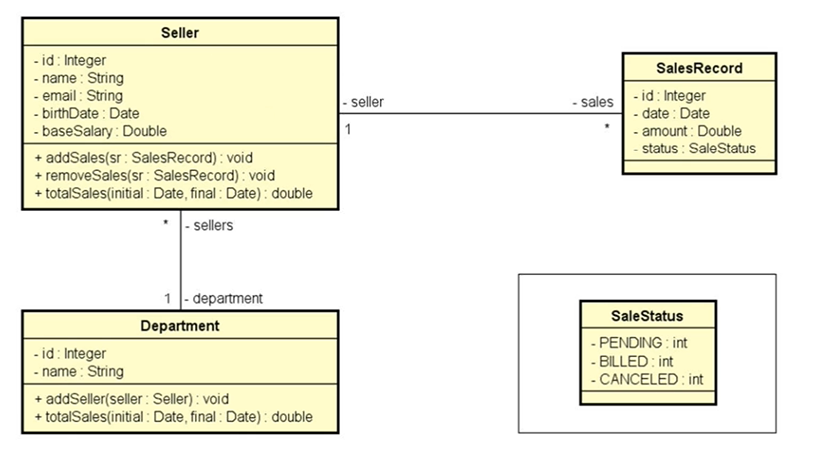 Seller
- id : Integer
- name : String
- email : String
- birthDate : Date
- baseSalary : Double
+ addSales(sr : SalesRecord) : void
+ removeSales(sr : SalesRecord) : void
+ totalSales(initial : Date, final : Date) : double
- seller
1
- sales
*
SalesRecord
- id : Integer
- date : Date
- amount : Double
- status : SaleStatus
* - sellers
1 - department
Department
- id : Integer
- name : String
+ addSeller(seller : Seller) : void
+ totalSales(initial : Date, final : Date) : double
SaleStatus
- PENDING : int
- BILLED : int
- CANCELED : int